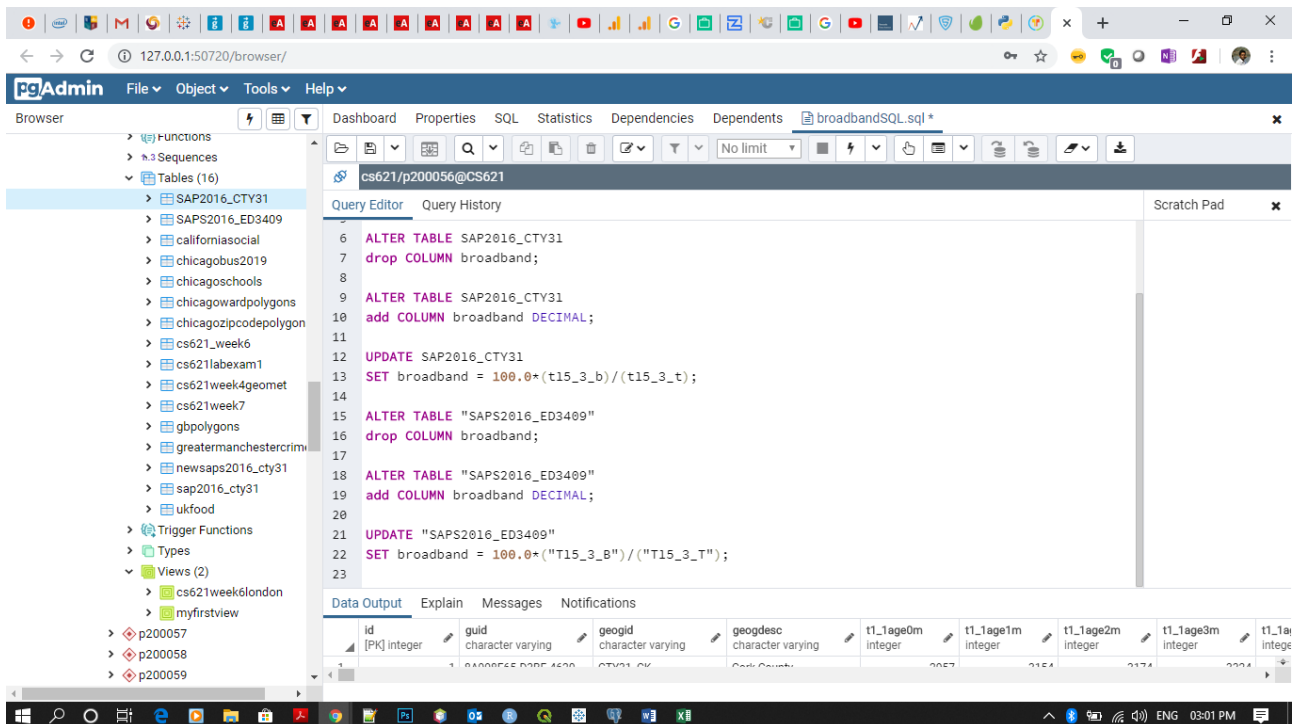 127.0.0.1:50720/browser/
pgAdmin File Object Tools Help
Browser
Dashboard Properties SQL Statistics Dependencies Dependents broadbandSQL.sql *
Functions
Sequences
Tables (16)
SAP2016_CTY31
SAPS2016_ED3409
californiasocial
chicagobus2019
chicagoschools
chicagowardpolygons
chicagozipcodepolygon
cs621_week6
cs621labexam1
cs621week4geomet
cs621week7
gbpolygons
greatermanchestercrim
newsaps2016_cty31
sap2016_cty31
ukfood
Trigger Functions
Types
Views (2)
cs621week6london
myfirstview
p200057
p200058
p200059
No limit
cs621/p200056@CS621
Query Editor Query History
Scratch Pad
6 ALTER TABLE SAP2016_CTY31
7 drop COLUMN broadband;
8
9 ALTER TABLE SAP2016_CTY31
10 add COLUMN broadband DECIMAL;
11
12 UPDATE SAP2016_CTY31
13 SET broadband = 100.0*(t15_3_b)/(t15_3_t);
14
15 ALTER TABLE "SAPS2016_ED3409"
16 drop COLUMN broadband;
17
18 ALTER TABLE "SAPS2016_ED3409"
19 add COLUMN broadband DECIMAL;
20
21 UPDATE "SAPS2016_ED3409"
22 SET broadband = 100.0*("T15_3_B")/("T15_3_T");
23
Data Output Explain Messages Notifications
id guid geogid geogdesc t1_1age0m t1_1age1m t1_1age2m t1_1age3m
[PK] integer character varying character varying character varying integer integer integer integer
ENG 03:01 PM